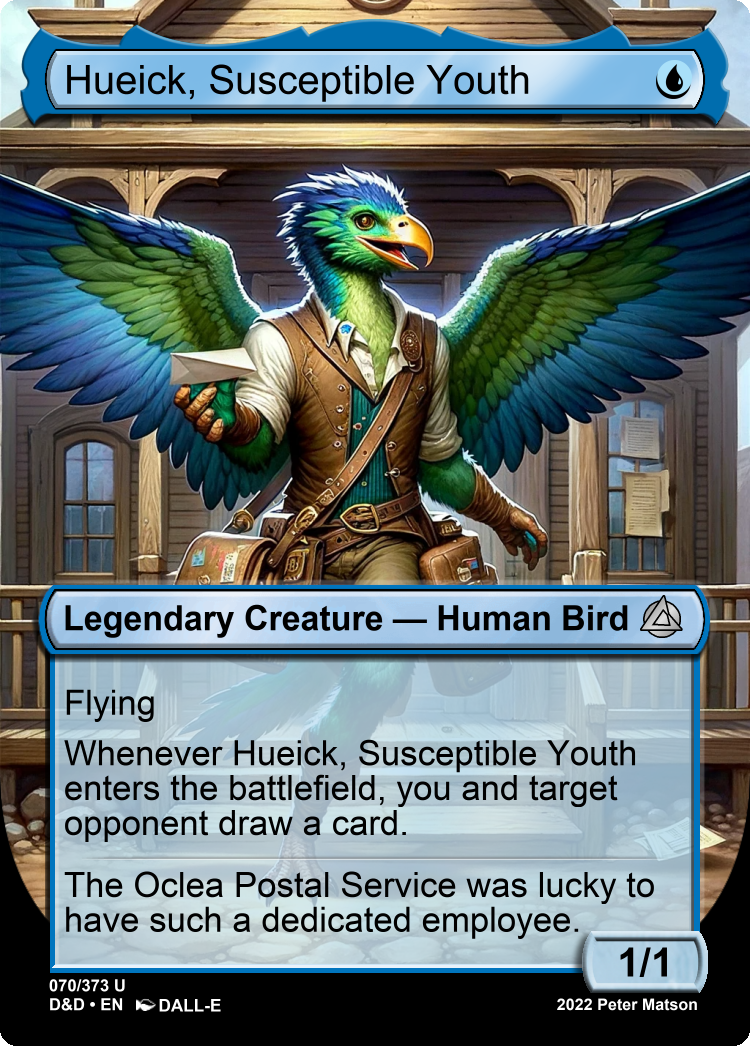 Hueick, Susceptible Youth
Legendary Creature — Human Bird
Flying
Whenever Hueick, Susceptible Youth
enters the battlefield, you and target
opponent draw a card.
The Oclea Postal Service was lucky to
have such a dedicated employee.
1/1
070/373 U
D&D • EN DALL-E
2022 Peter Matson